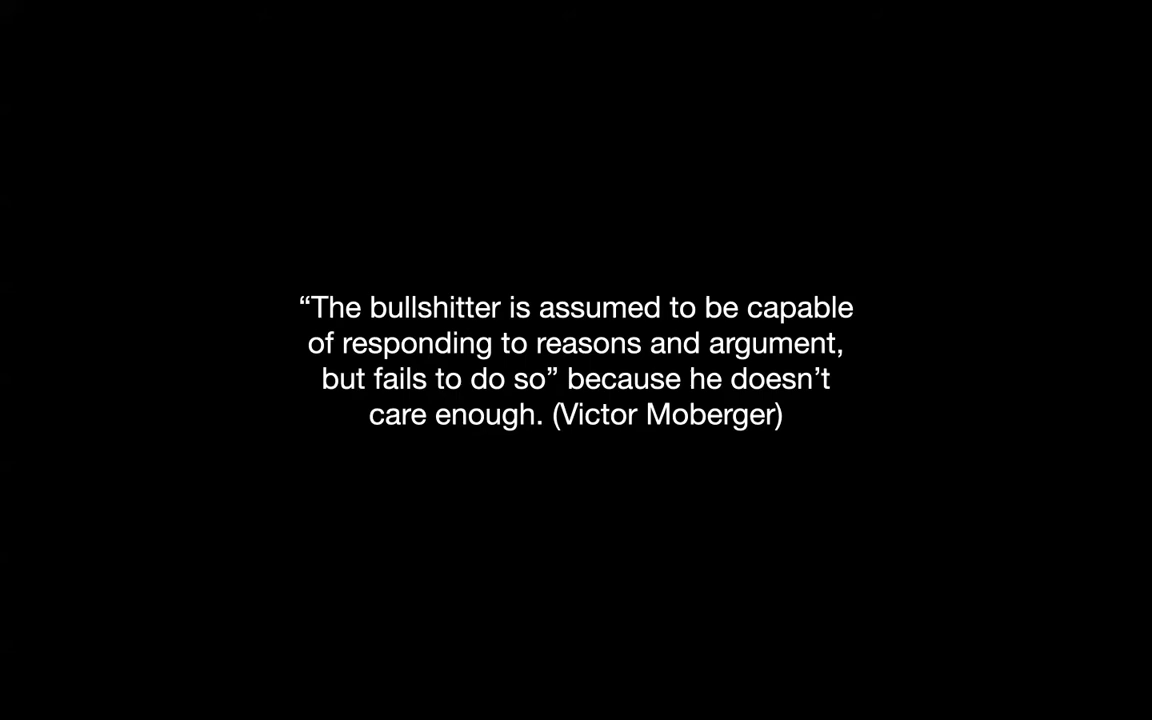 “The bullshitter is assumed to be capable
of responding to reasons and argument,
but fails to do so” because he doesn’t
care enough. (Victor Moberger)